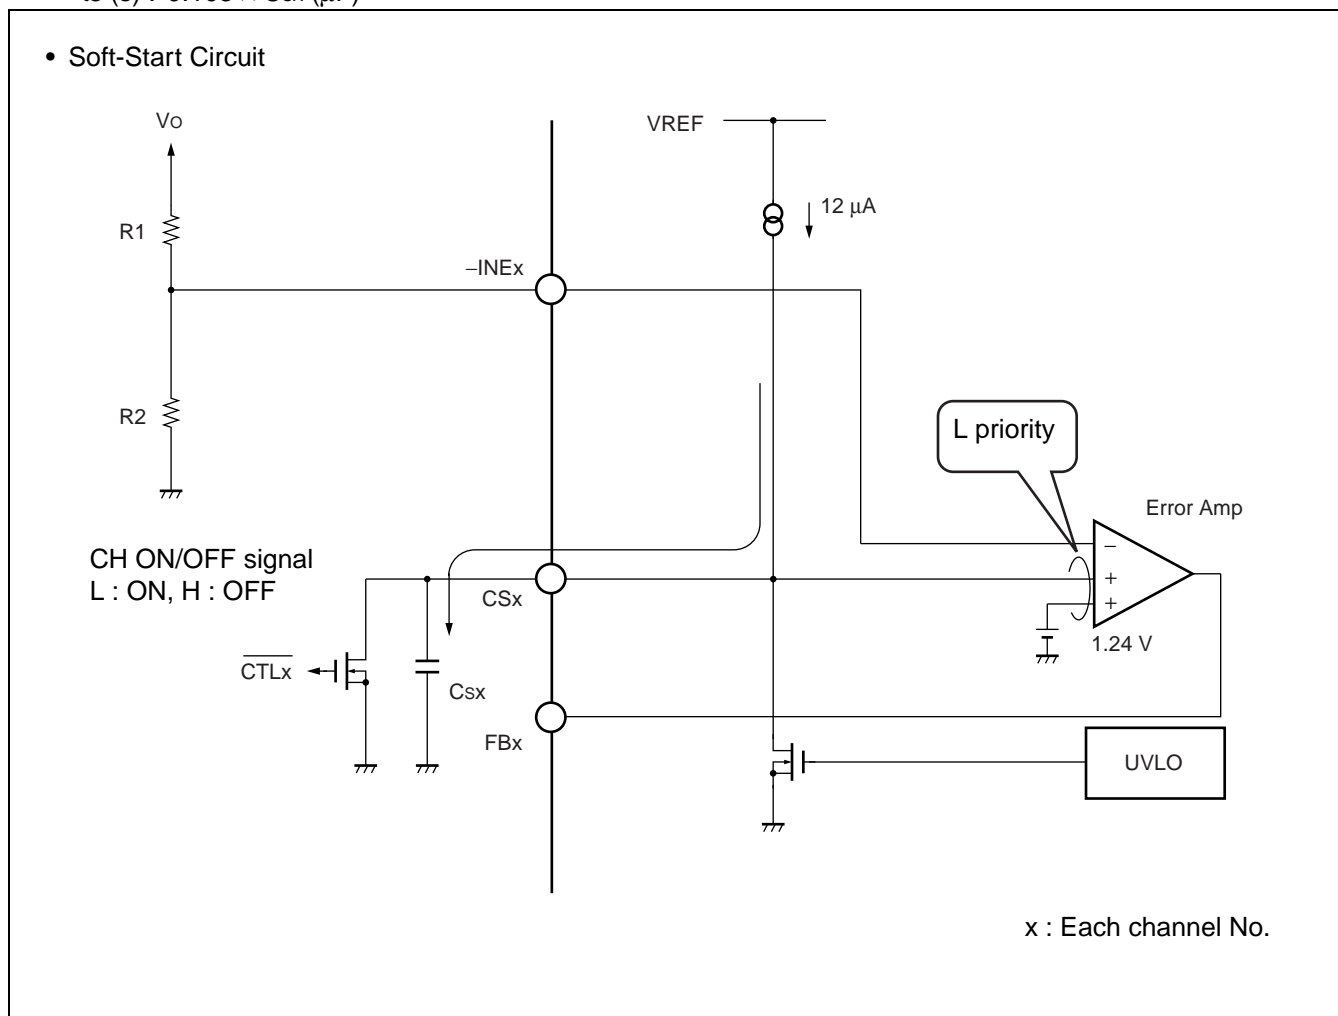 • Soft-Start Circuit
VO
VREF
R1
12 μA
−INEx
R2
L priority
Error Amp
CH ON/OFF signal
L : ON, H : OFF
−
+
+
CSx
1.24 V
CTLx
CSX
FBx
UVLO
x : Each channel No.